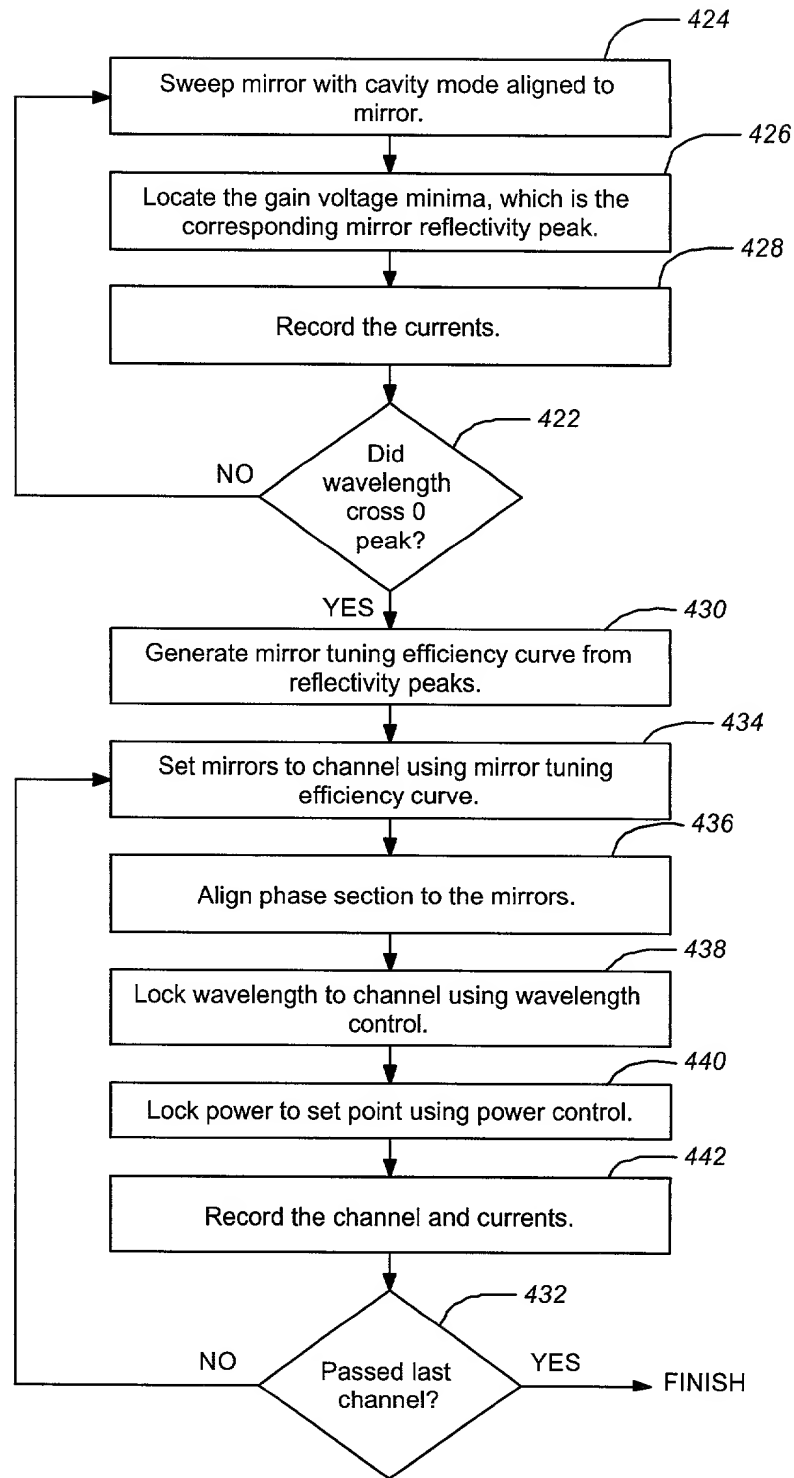 424
Sweep mirror with cavity mode aligned to
mirror.
426
Locate the gain voltage minima, which is the
corresponding mirror reflectivity peak.
428
Record the currents.
422
Did
wavelength
cross 0
peak?
NO
YES
430
Generate mirror tuning efficiency curve from
reflectivity peaks.
434
Set mirrors to channel using mirror tuning
efficiency curve.
436
Align phase section to the mirrors.
438
Lock wavelength to channel using wavelength
control.
440
Lock power to set point using power control.
442
Record the channel and currents.
432
NO
Passed last
channel?
YES
FINISH